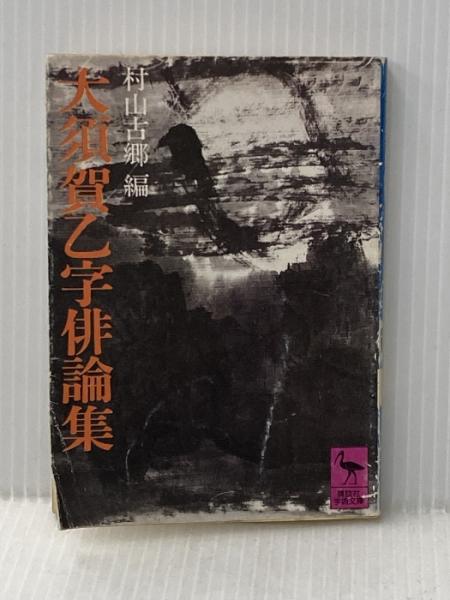 大須賀乙字俳論集
村山古郷編
講談社
学術文庫